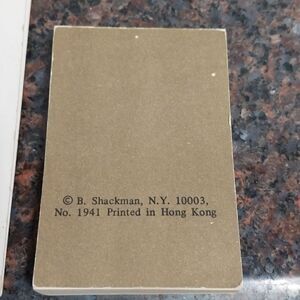 © B. Shackman, N.Y. 10003,
No. 1941 Printed in Hong Kong